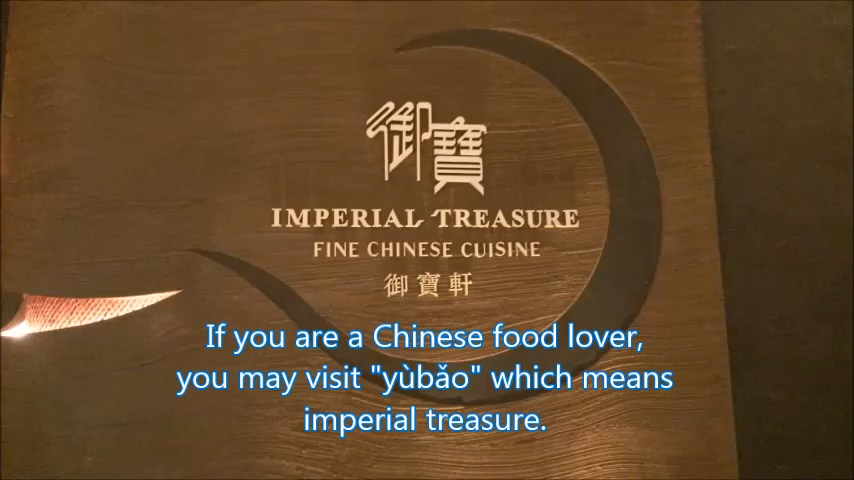 御寶
IMPERIAL TREASURE
FINE CHINESE CUISINE
御寶軒
If you are a Chinese food lover,
you may visit "yùbǎo" which means
imperial treasure.